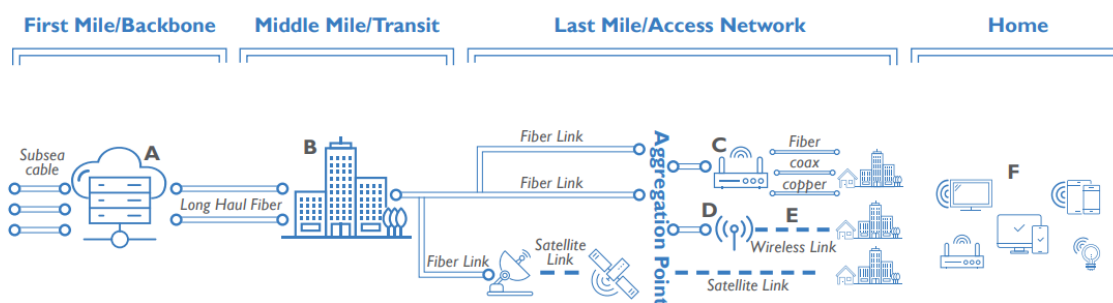 First Mile/Backbone
Middle Mile/Transit
Last Mile/Access Network
Home
Subsea
cable
A
Long Haul Fiber
B
Fiber Link
Fiber Link
Fiber Link
Satellite
Link
Aggregation Point
C
Fiber
coax
copper
D
E
Wireless Link
Satellite Link
F